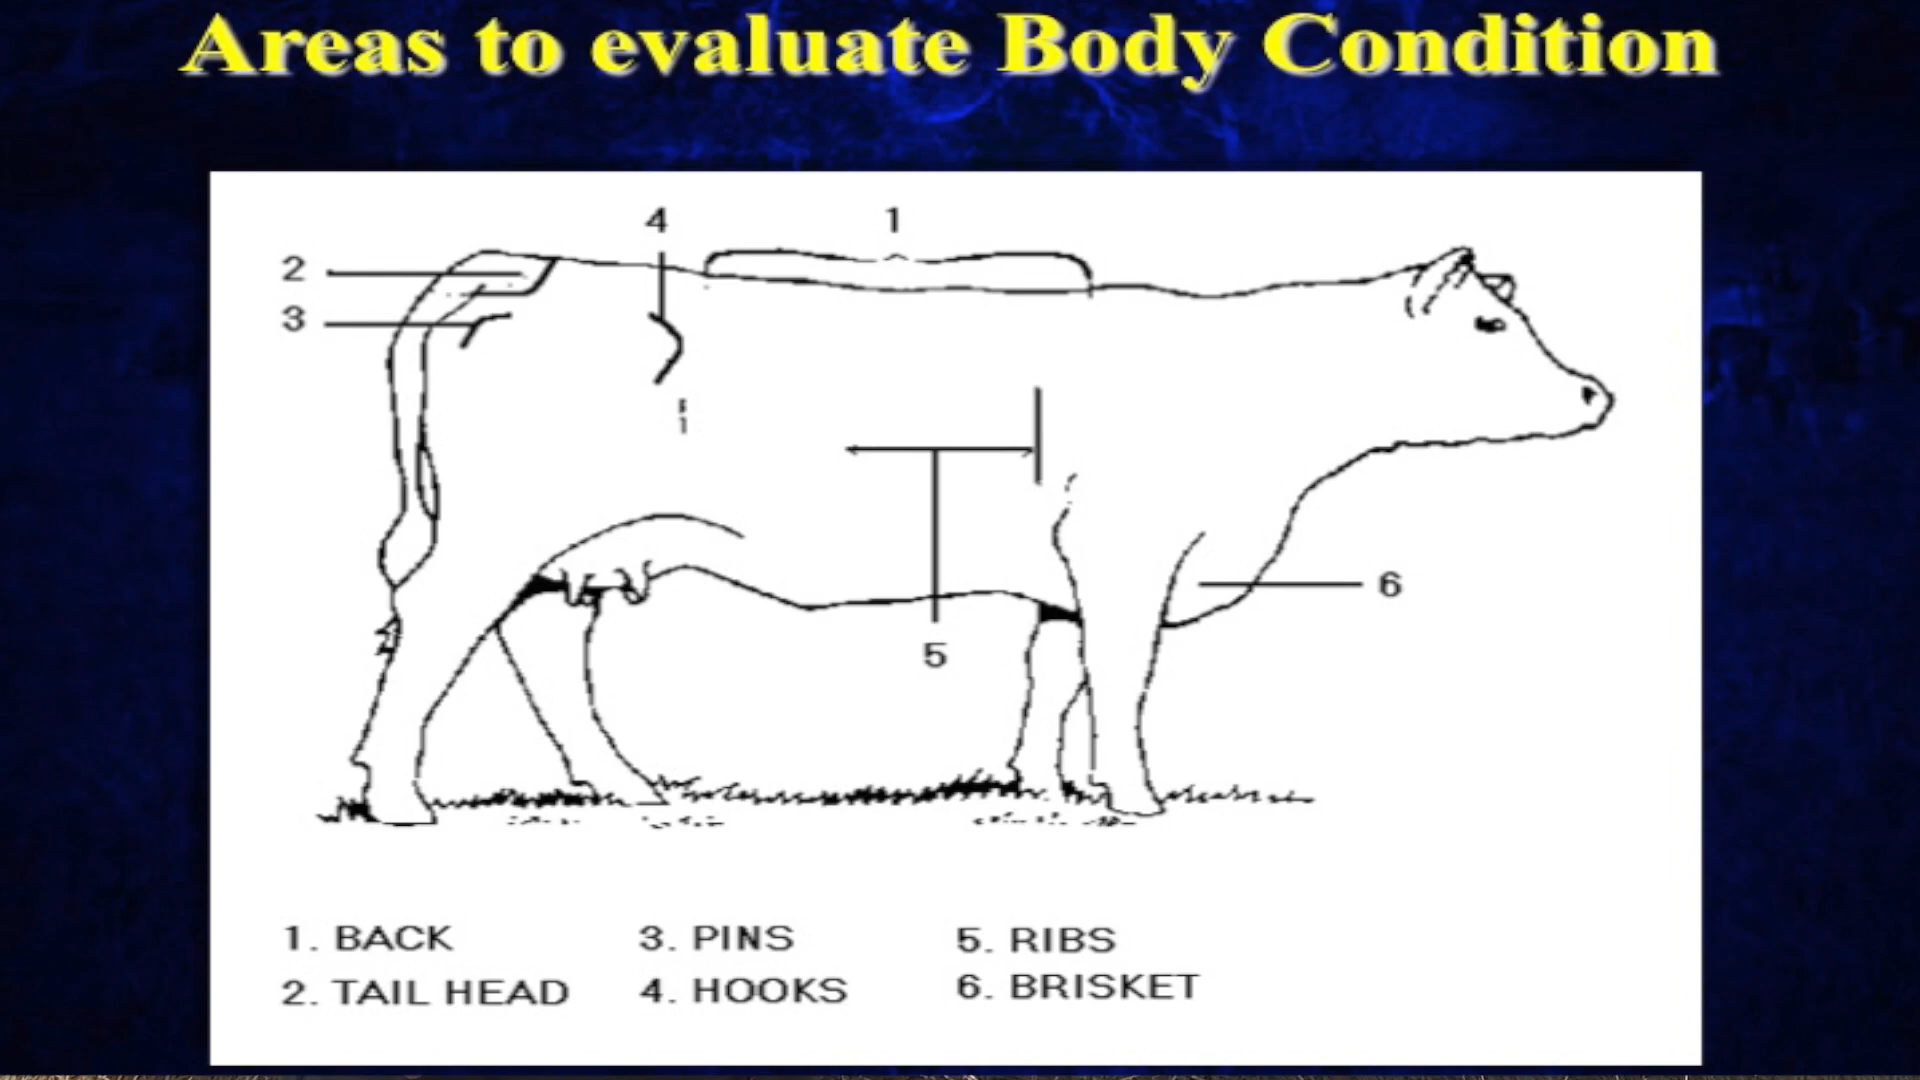 Areas to evaluate Body Condition
4 1
2
3
6
5
1. BACK 3. PINS 5. RIBS
2. TAIL HEAD 4. HOOKS 6. BRISKET